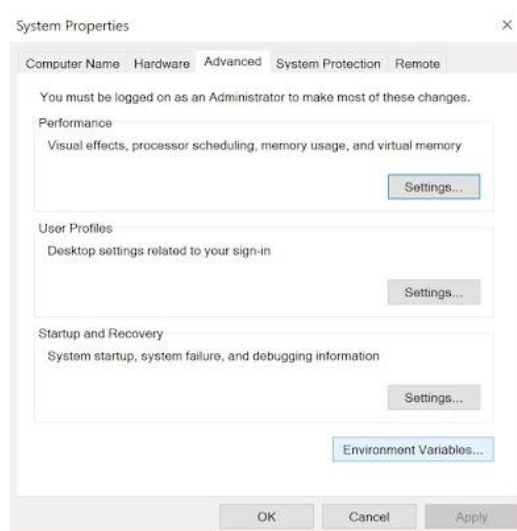 System Properties
Computer Name Hardware Advanced System Protection Remote
You must be logged on as an Administrator to make most of these changes.
Performance
Visual effects, processor scheduling, memory usage, and virtual memory
Settings...
User Profiles
Desktop settings related to your sign-in
Settings...
Startup and Recovery
System startup, system failure, and debugging information
Settings...
Environment Variables...
OK Cancel Apply